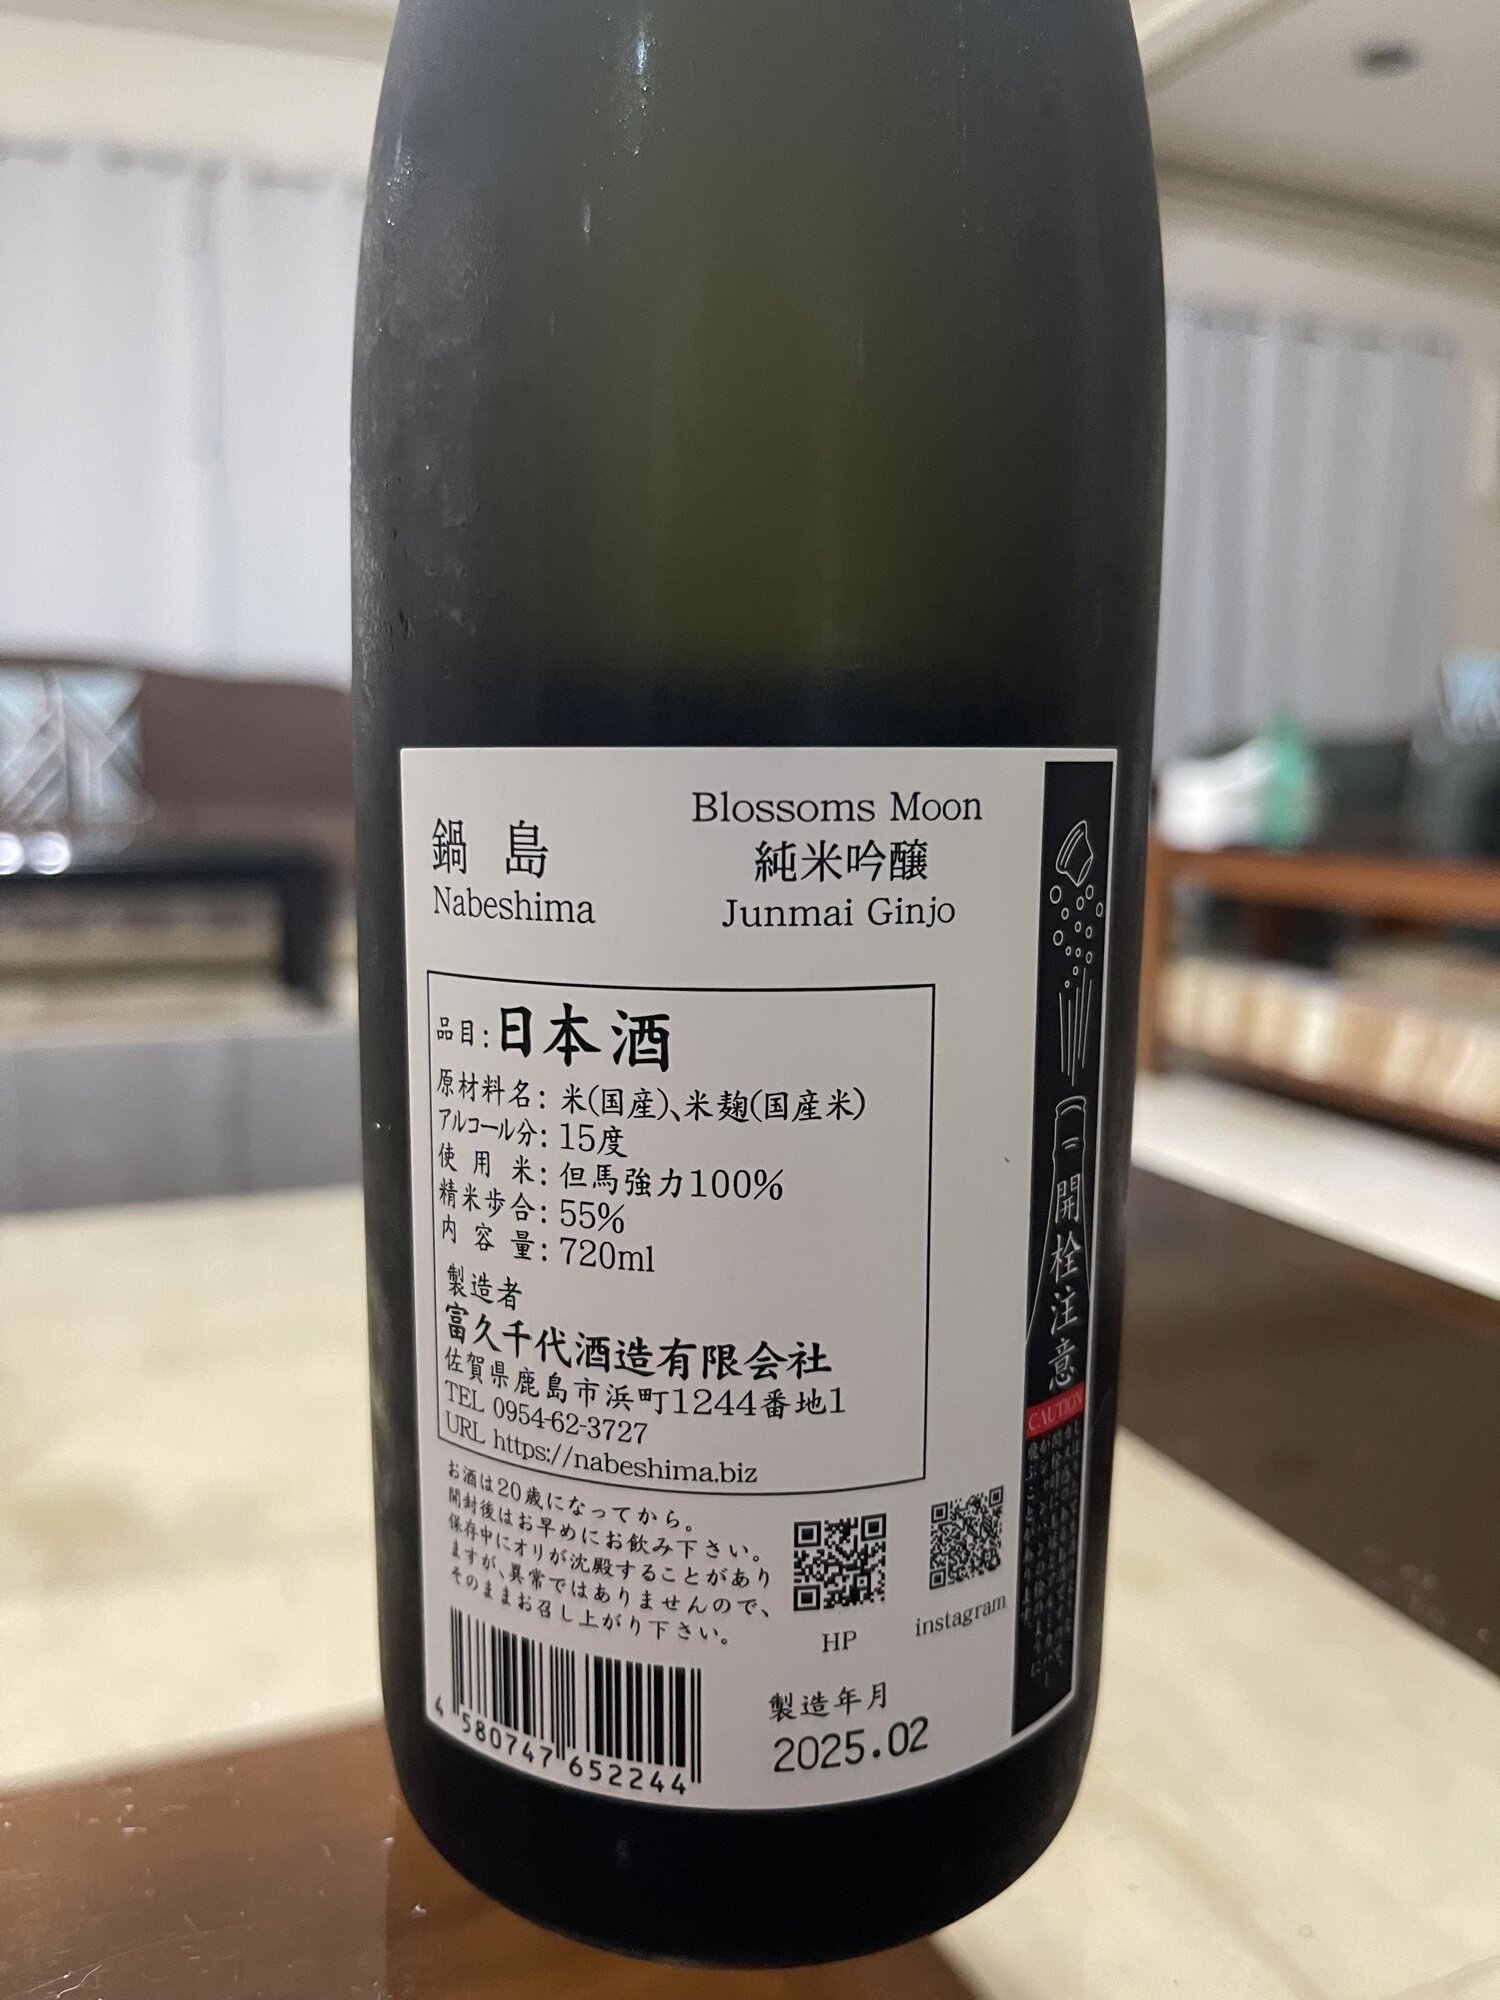 鍋島
Nabeshima
Blossoms Moon
純米吟醸
Junmai Ginjo
品目:日本酒
原材料名:米(国産)、米麹(国産米)
アルコール分:15度
使用米:但馬強力100%
精米歩合:55%
内容量:720ml
製造者
富久千代酒造有限会社
佐賀県鹿島市浜町1244番地1
TEL 0954-62-3727
URL https://nabeshima.biz
お酒は20歳になってから。
開封後はお早めにお飲み下さい。
保存中にオリが沈殿することがあり
ますが、異常ではありませんので、
そのままお召し上がり下さい。
4 580747 652244
HP
instagram
製造年月
2025.02
開栓注意
CAUTION